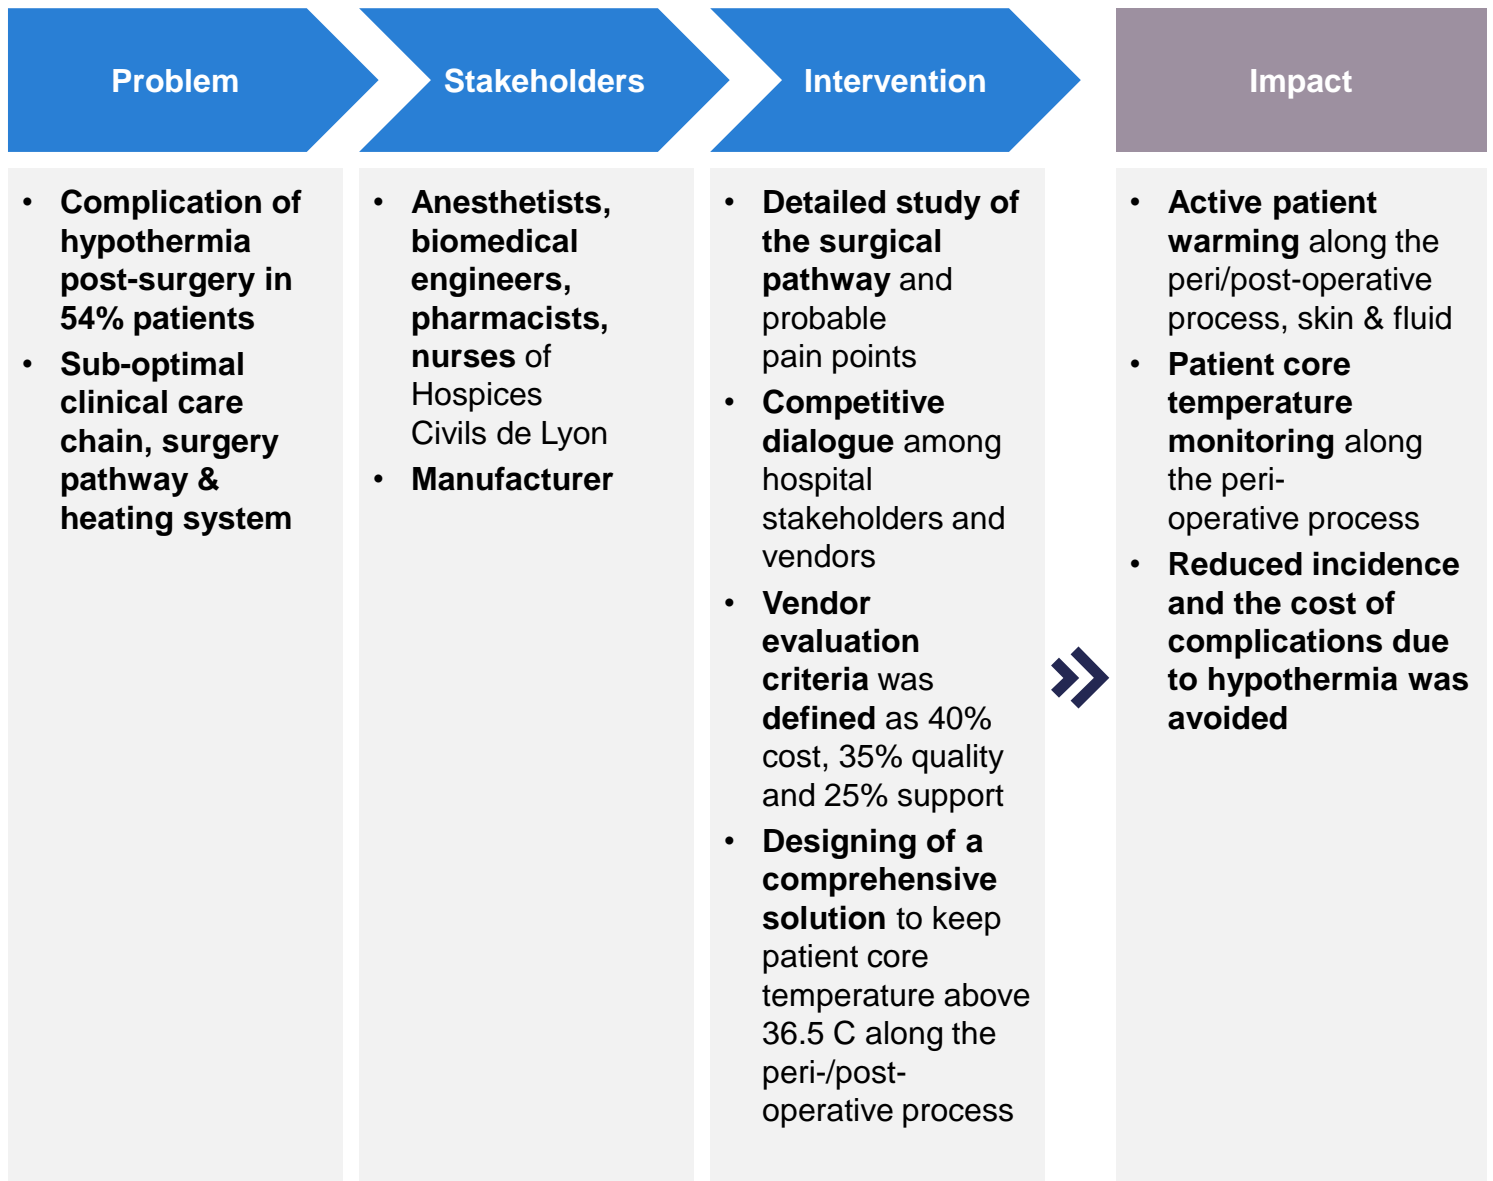 Problem
Stakeholders
Intervention
Impact
• Complication of
hypothermia
post-surgery in
54% patients
• Sub-optimal
clinical care
chain, surgery
pathway &
heating system
• Anesthetists,
biomedical
engineers,
pharmacists,
nurses of
Hospices
Civils de Lyon
• Manufacturer
• Detailed study of
the surgical
pathway and
probable
pain points
• Competitive
dialogue among
hospital
stakeholders and
vendors
• Vendor
evaluation
criteria was
defined as 40%
cost, 35% quality
and 25% support
• Designing of a
comprehensive
solution to keep
patient core
temperature above
36.5 C along the
peri-/post-
operative process
• Active patient
warming along the
peri/post-operative
process, skin & fluid
• Patient core
temperature
monitoring along
the peri-
operative process
• Reduced incidence
and the cost of
complications due
to hypothermia was
avoided